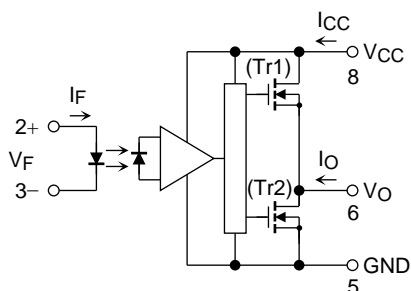 ICC
(Tr1)
VCC
8
IF
2+
VF
3−
IO
(Tr2)
VO
6
GND
5